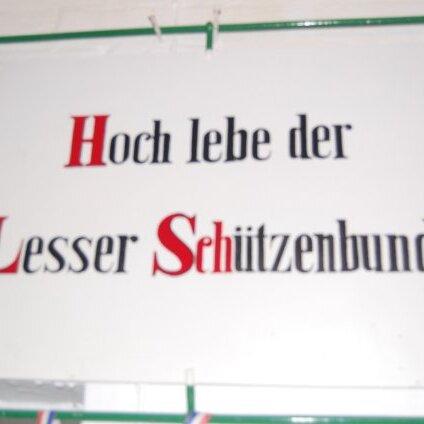 Hoch lebe der
Lesser Schützenbund